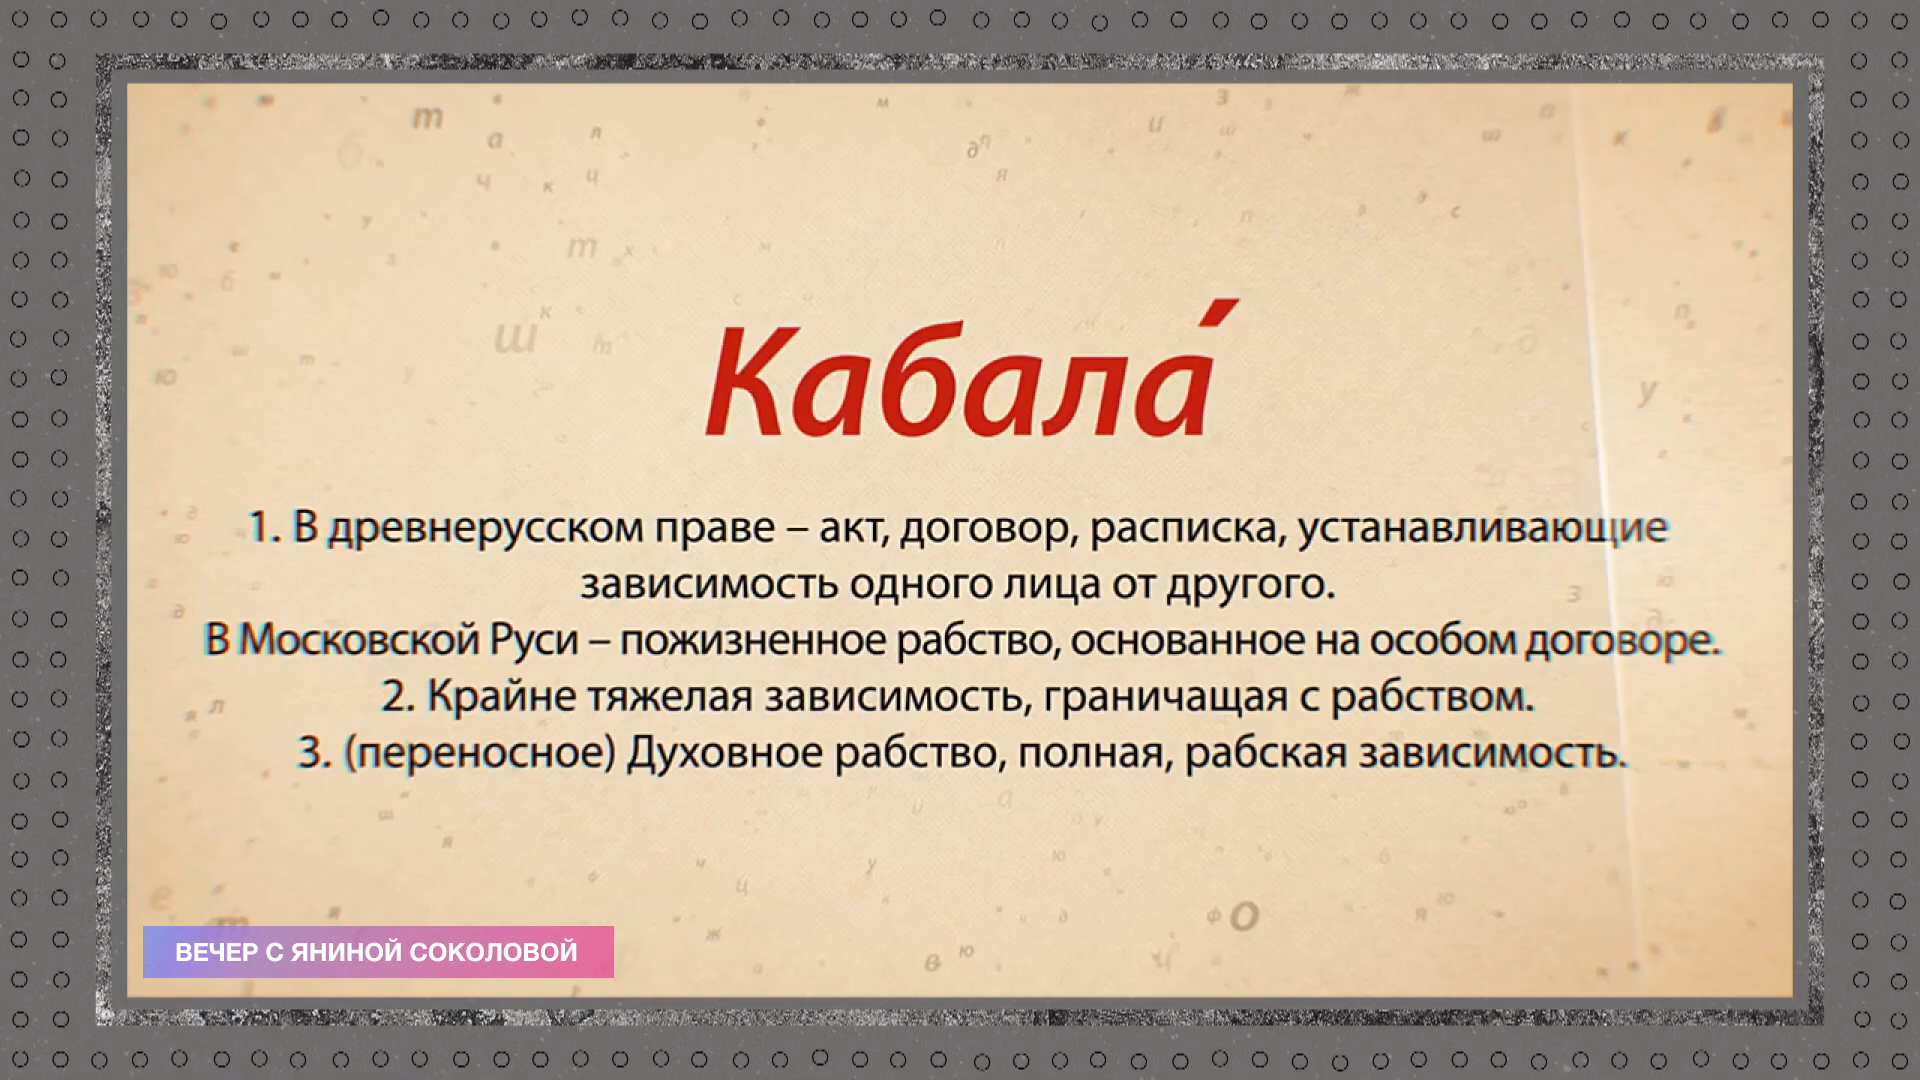 Кабала́
1. В древнерусском праве – акт, договор, расписка, устанавливающие
зависимость одного лица от другого.
В Московской Руси – пожизненное рабство, основанное на особом договоре.
2. Крайне тяжелая зависимость, граничащая с рабством.
3. (переносное) Духовное рабство, полная, рабская зависимость.
ВЕЧЕР С ЯНИНОЙ СОКОЛОВОЙ